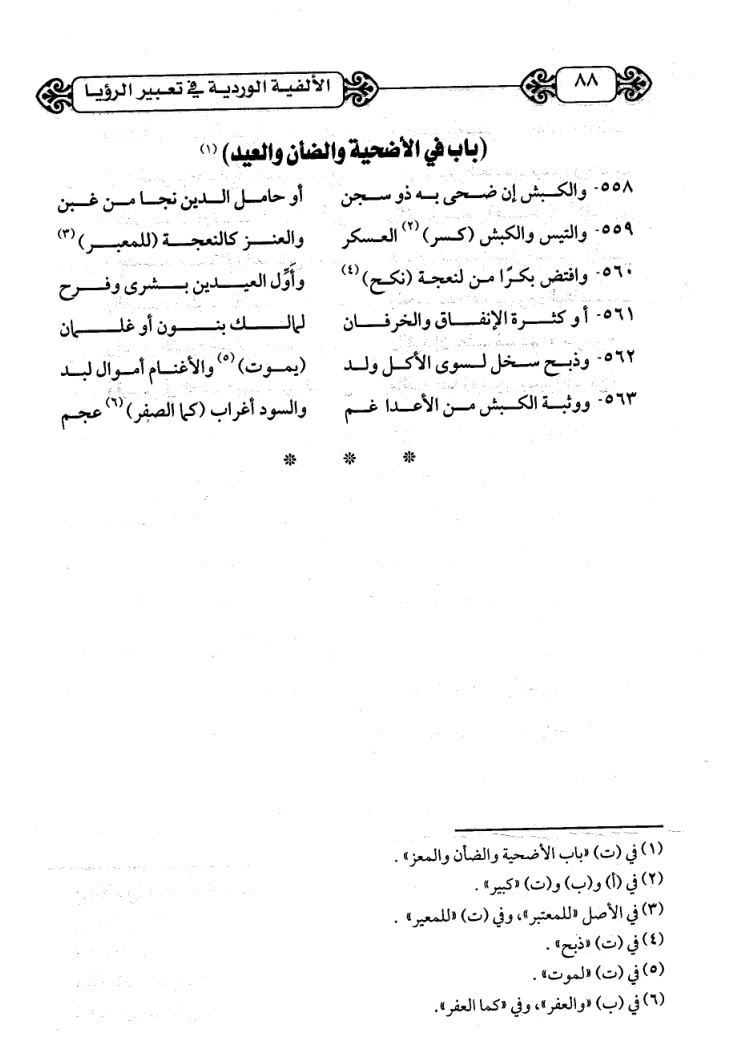 ٨٨
الألفية الوردية في تعبير الرؤيا
(باب في الأضحية والضأن والعيد) (١)
٥٥٨- والكبش إن ضحى به ذو سجن أو حامل الدين نجا من غبن
٥٥٩- والتيس والكبش (كسر) (٢) العسكر والعنز كالنعجة (للمعبر) (٣)
٥٦٠- وافتض بكرًا من لنعجة (نكح) (٤) وأَوِّل العيدين بشرى وفرح
٥٦١- أو كثرة الإنفاق والخرفان لمالك بنون أو غلمان
٥٦٢- وذبح سخل لسوى الأكل ولد (يموت) (٥) والأغنام أموال لبد
٥٦٣- ووثبة الكبش من الأعدا غم والسود أغراب (كما الصفر) (٦) عجم
* * *
(١) في (ت) «باب الأضحية والضأن والمعز» .
(٢) في (أ) و(ب) و(ت) «كبير» .
(٣) في الأصل «للمعتبر»، وفي (ت) «للمعير» .
(٤) في (ت) «ذبح» .
(٥) في (ت) «لموت» .
(٦) في (ب) «والعفر»، وفي «كما العفر».